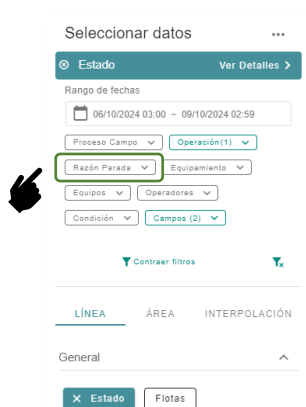 Seleccionar datos
Estado Ver Detalles
Rango de fechas
06/10/2024 03:00 ~ 09/10/2024 02:59
Proceso Campo Operación(1)
Razón Parada Equipamiento
Equipos Operadores
Condición Campos (2)
Contraer filtros
LÍNEA ÁREA INTERPOLACIÓN
General
X Estado Flotas